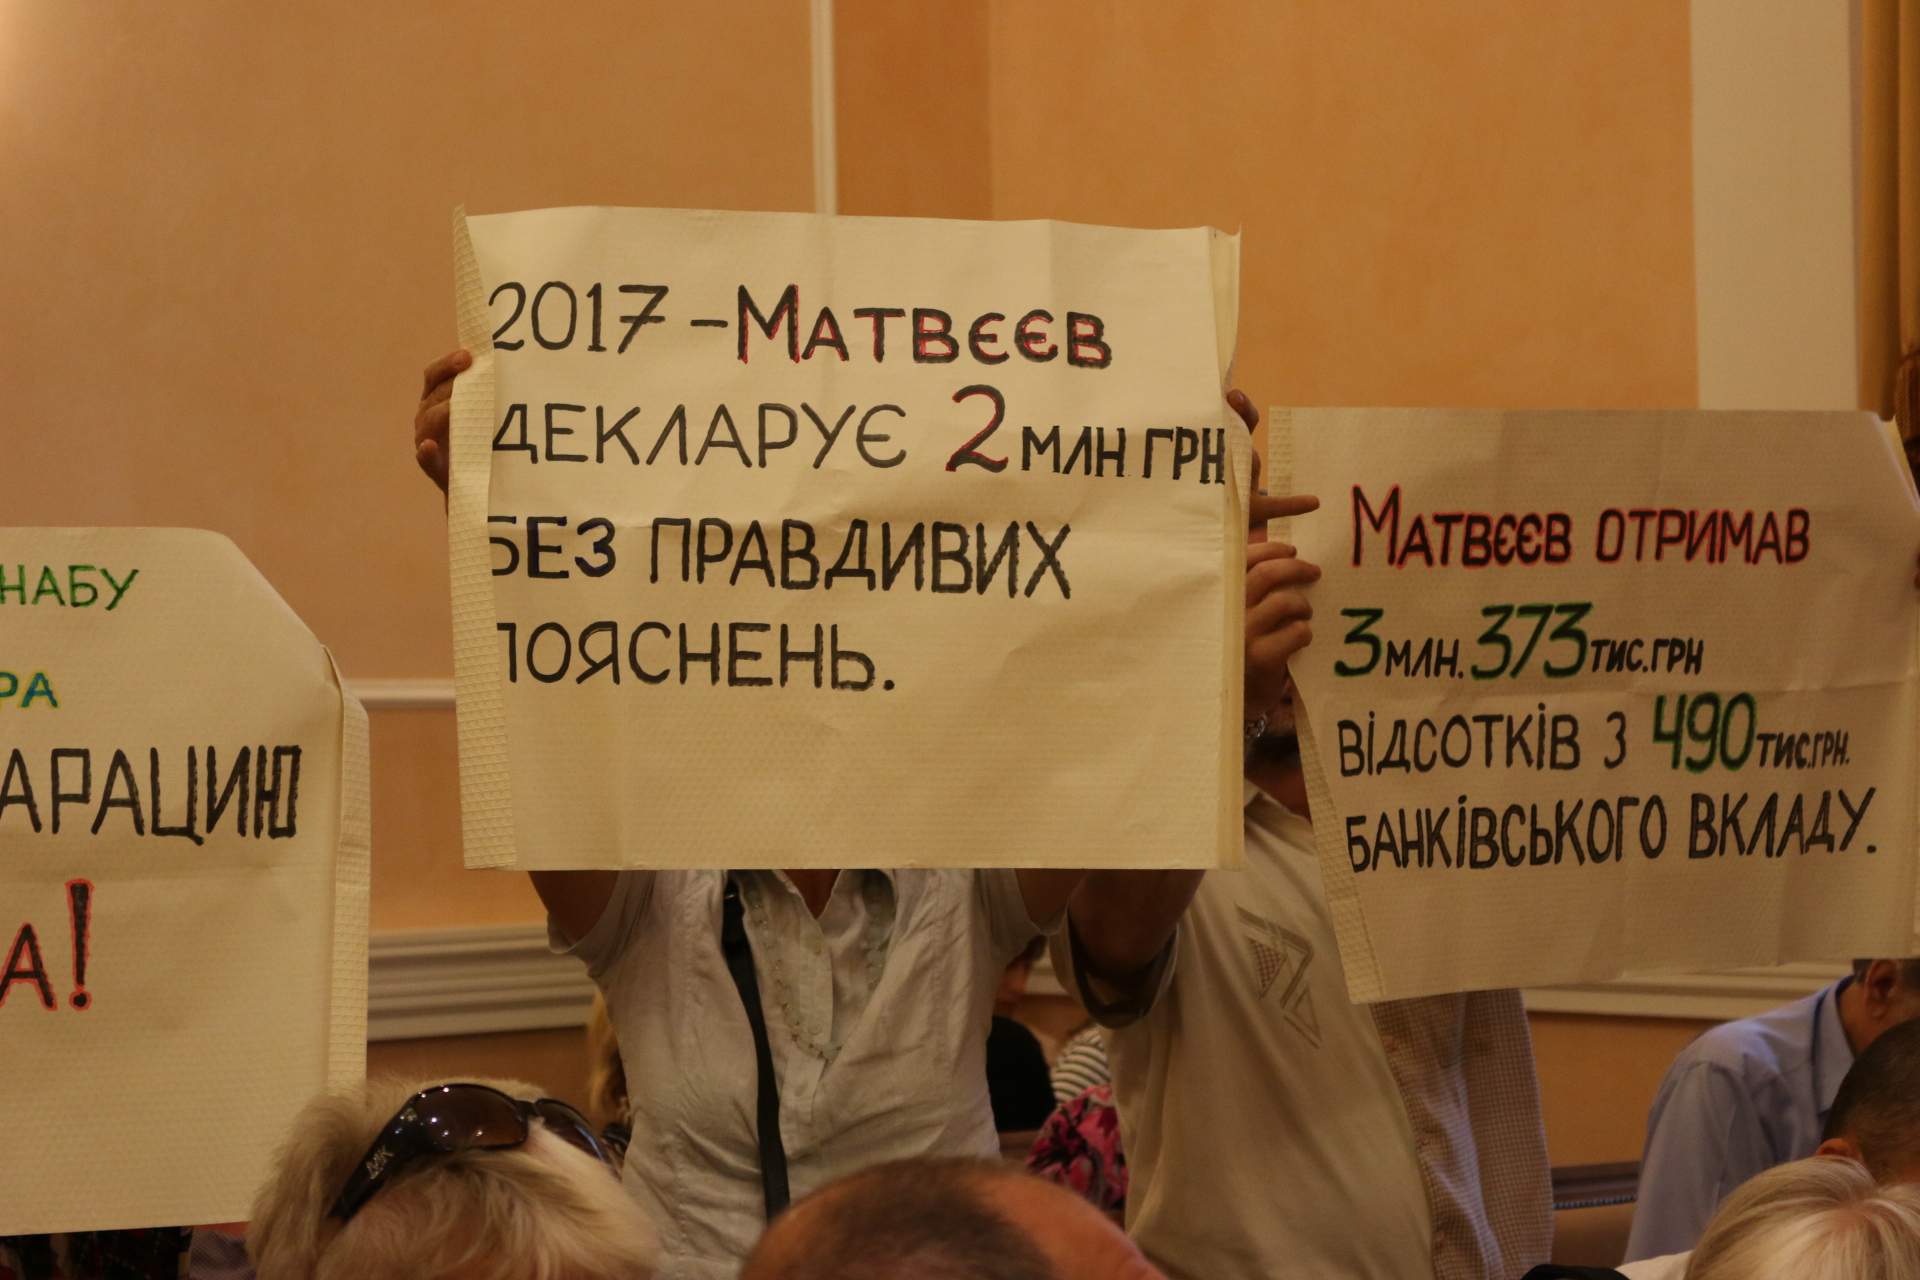 НАБУ
РА
АРАЦИЮ
А!
2017 – МАТВЄЄВ
ДЕКЛАРУЄ 2 МЛН ГРН
БЕЗ ПРАВДИВИХ
ПОЯСНЕНЬ.
МАТВЄЄВ ОТРИМАВ
3 МЛН. 373 ТИС. ГРН
ВІДСОТКІВ З 490 ТИС. ГРН.
БАНКІВСЬКОГО ВКЛАДУ.